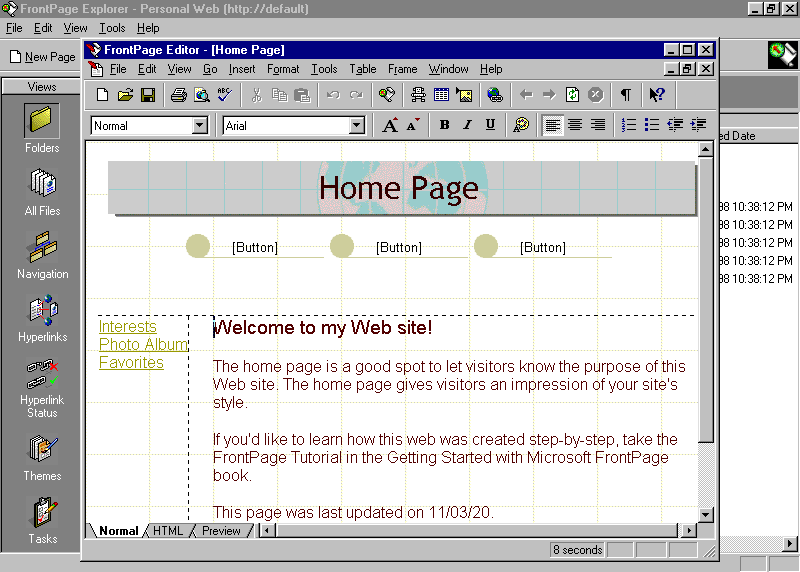 FrontPage Explorer - Personal Web (http://default)
File Edit View Tools Help
New Page
Views
Folders
All Files
Navigation
Hyperlinks
Hyperlink
Status
Themes
Tasks
FrontPage Editor - [Home Page]
File Edit View Go Insert Format Tools Table Frame Window Help
ABC
Normal Arial A A B I U
Home Page
[Button] [Button] [Button]
Interests
Photo Album
Favorites
Welcome to my Web site!
The home page is a good spot to let visitors know the purpose of this
Web site. The home page gives visitors an impression of your site's
style.
If you'd like to learn how this web was created step-by-step, take the
FrontPage Tutorial in the Getting Started with Microsoft FrontPage
book.
This page was last updated on 11/03/20.
Normal HTML Preview
8 seconds
ed Date
98 10:38:12 PM
98 10:38:12 PM
98 10:38:12 PM
98 10:38:12 PM
98 10:38:12 PM